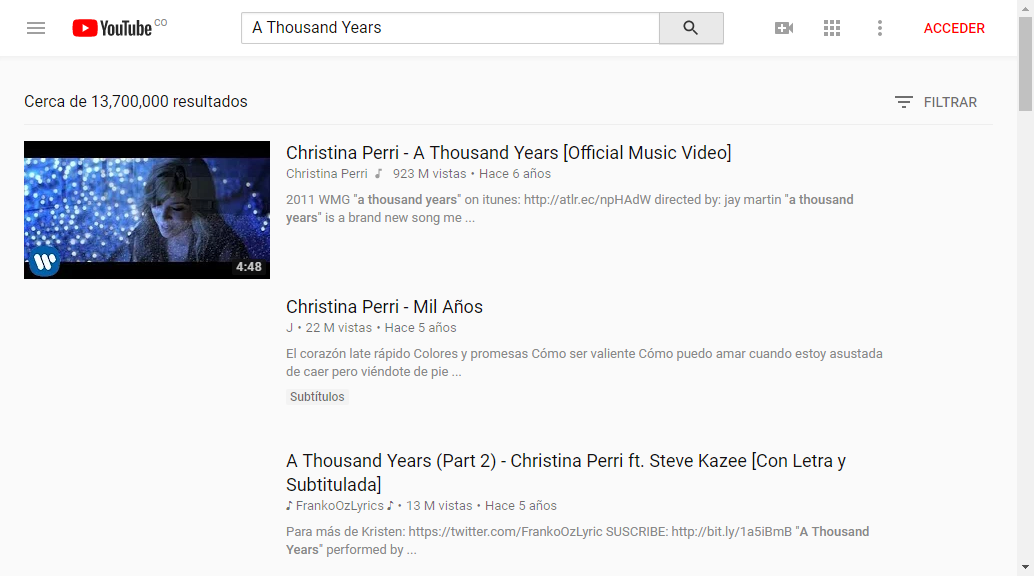 YouTube CO
A Thousand Years
ACCEDER
Cerca de 13,700,000 resultados
FILTRAR
Christina Perri - A Thousand Years [Official Music Video]
Christina Perri ♪ 923 M vistas • Hace 6 años
2011 WMG "a thousand years" on itunes: http://atlr.ec/npHAdW directed by: jay martin "a thousand
years" is a brand new song me ...
4:48
Christina Perri - Mil Años
J • 22 M vistas • Hace 5 años
El corazón late rápido Colores y promesas Cómo ser valiente Cómo puedo amar cuando estoy asustada
de caer pero viéndote de pie ...
Subtítulos
A Thousand Years (Part 2) - Christina Perri ft. Steve Kazee [Con Letra y
Subtitulada]
♪ FrankoOzLyrics ♪ • 13 M vistas • Hace 5 años
Para más de Kristen: https://twitter.com/FrankoOzLyric SUSCRIBE: http://bit.ly/1a5iBmB "A Thousand
Years" performed by ...